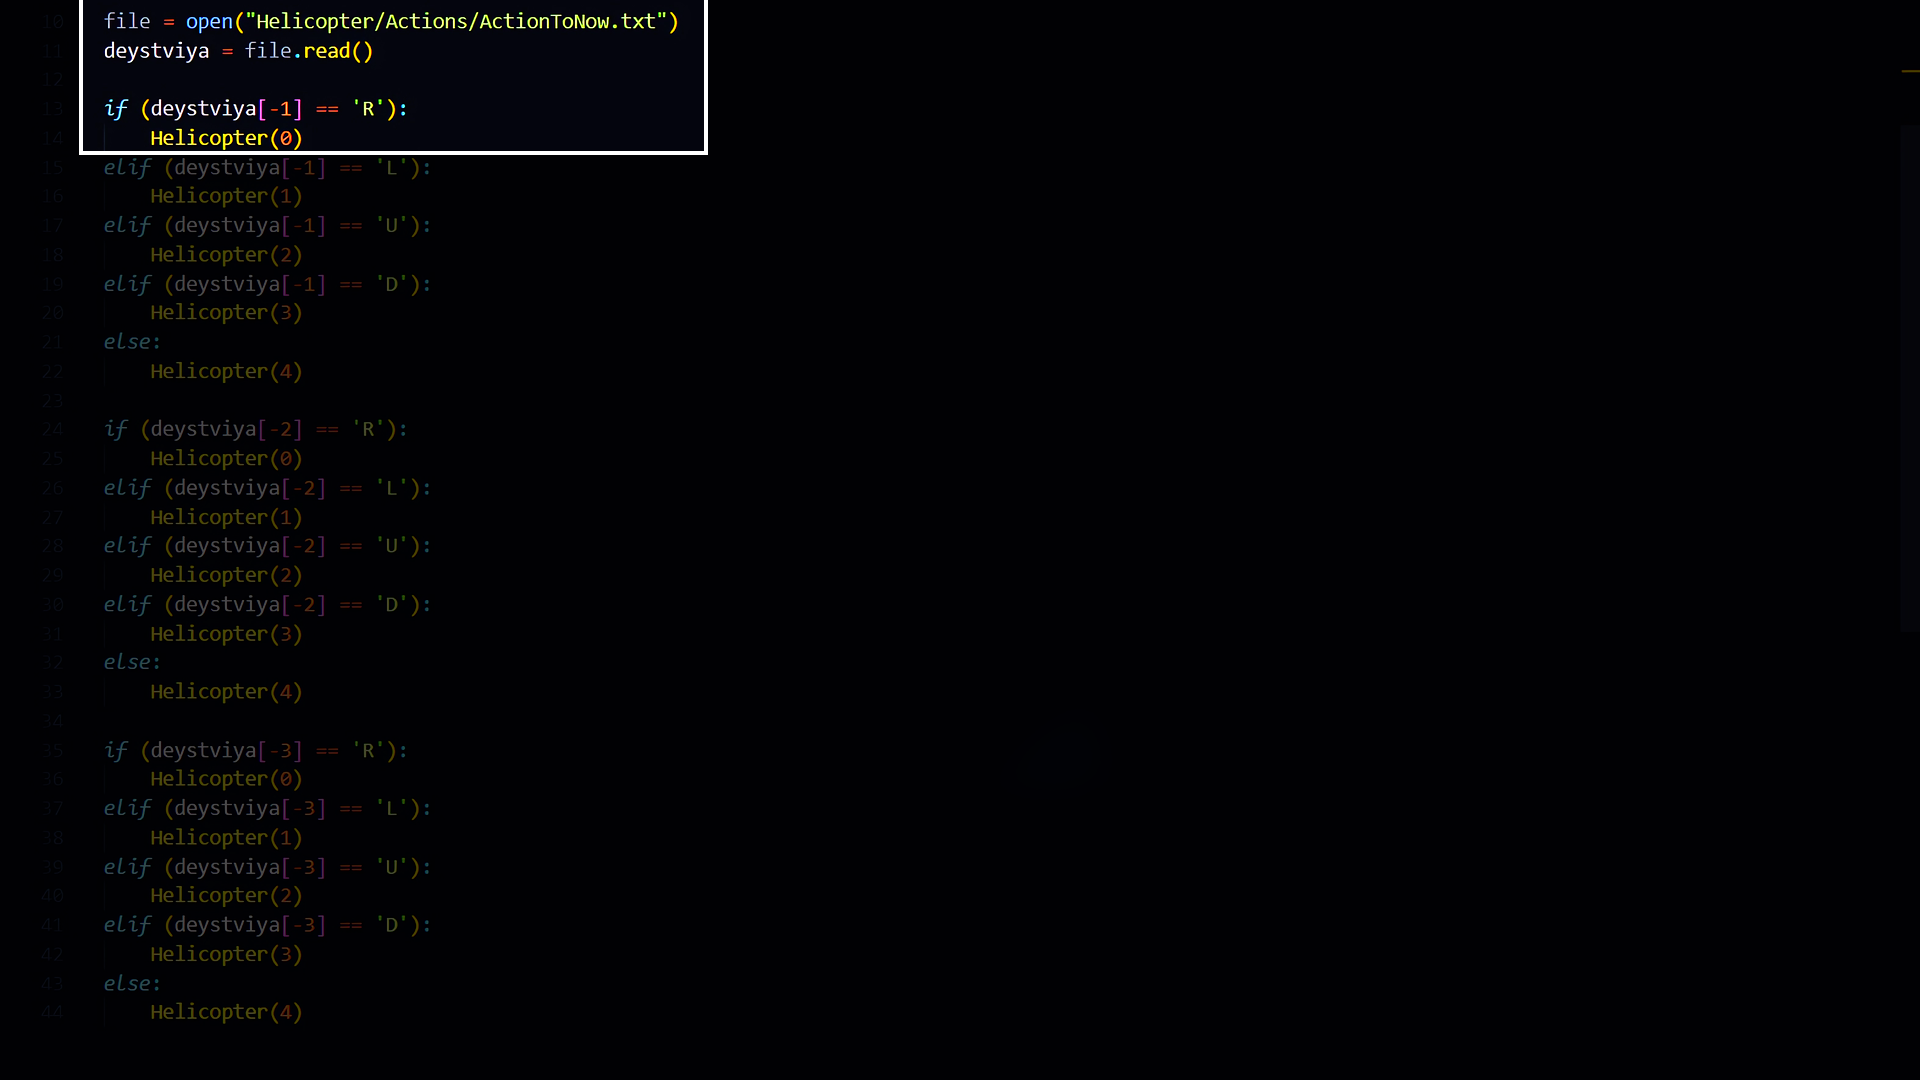 10 file = open("Helicopter/Actions/ActionToNow.txt")
11 deystviya = file.read()
12
13 if (deystviya[-1] == 'R'):
14 Helicopter(0)
15 elif (deystviya[-1] == 'L'):
16 Helicopter(1)
17 elif (deystviya[-1] == 'U'):
18 Helicopter(2)
19 elif (deystviya[-1] == 'D'):
20 Helicopter(3)
21 else:
22 Helicopter(4)
23
24 if (deystviya[-2] == 'R'):
25 Helicopter(0)
26 elif (deystviya[-2] == 'L'):
27 Helicopter(1)
28 elif (deystviya[-2] == 'U'):
29 Helicopter(2)
30 elif (deystviya[-2] == 'D'):
31 Helicopter(3)
32 else:
33 Helicopter(4)
34
35 if (deystviya[-3] == 'R'):
36 Helicopter(0)
37 elif (deystviya[-3] == 'L'):
38 Helicopter(1)
39 elif (deystviya[-3] == 'U'):
40 Helicopter(2)
41 elif (deystviya[-3] == 'D'):
42 Helicopter(3)
43 else:
44 Helicopter(4)